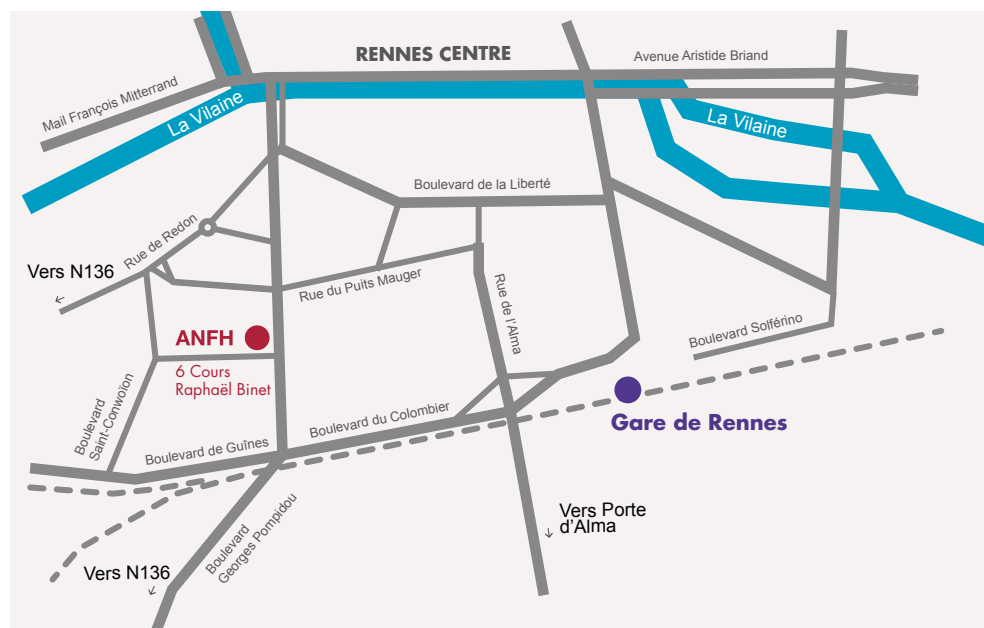 RENNES CENTRE
Avenue Aristide Briand
Mail François Mitterrand
La Vilaine
La Vilaine
Boulevard de la Liberté
Rue de Redon
Vers N136
Rue du Puits Mauger
Rue de l'Alma
ANFH
6 Cours
Raphaël Binet
Boulevard Solférino
Boulevard
Saint-Conwoïon
Boulevard du Colombier
Gare de Rennes
Boulevard de Guînes
Boulevard
Georges Pompidou
Vers Porte
d'Alma
Vers N136